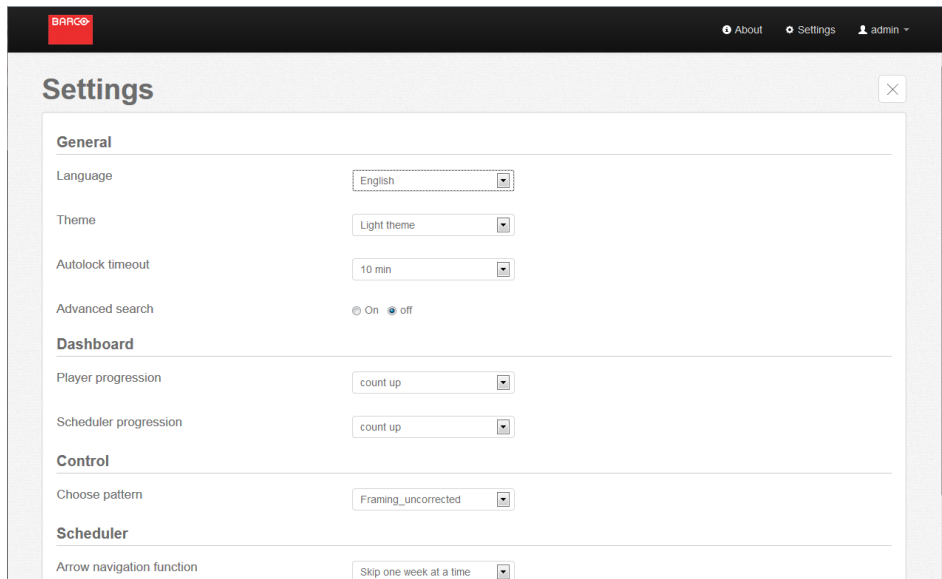 BARCO
About Settings admin
Settings
General
Language English
Theme Light theme
Autolock timeout 10 min
Advanced search On off
Dashboard
Player progression count up
Scheduler progression count up
Control
Choose pattern Framing_uncorrected
Scheduler
Arrow navigation function Skip one week at a time